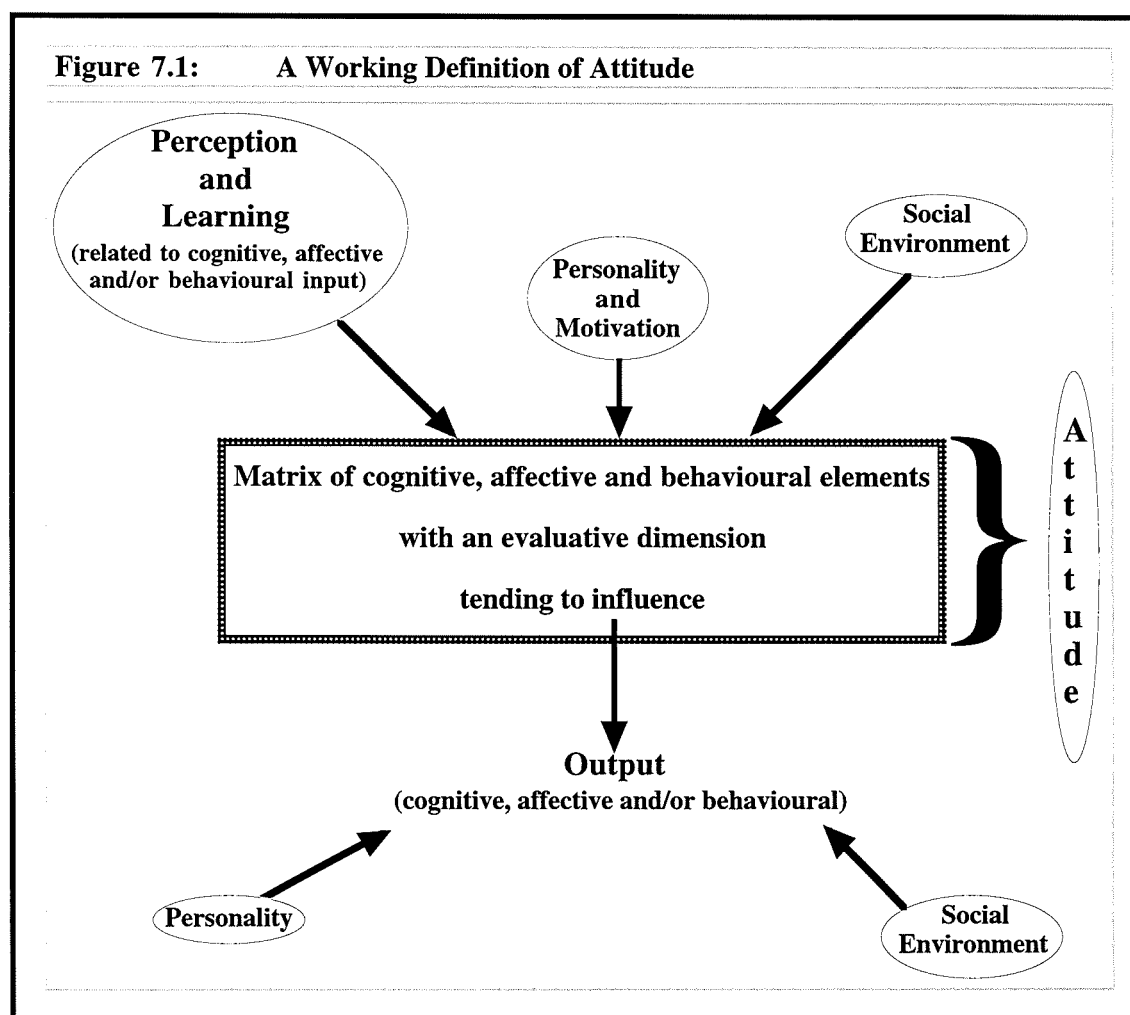 Figure 7.1: A Working Definition of Attitude
Perception
and
Learning
(related to cognitive, affective
and/or behavioural input)
Personality
and
Motivation
Social
Environment
Matrix of cognitive, affective and behavioural elements
with an evaluative dimension
tending to influence
Attitude
Output
(cognitive, affective and/or behavioural)
Personality
Social
Environment